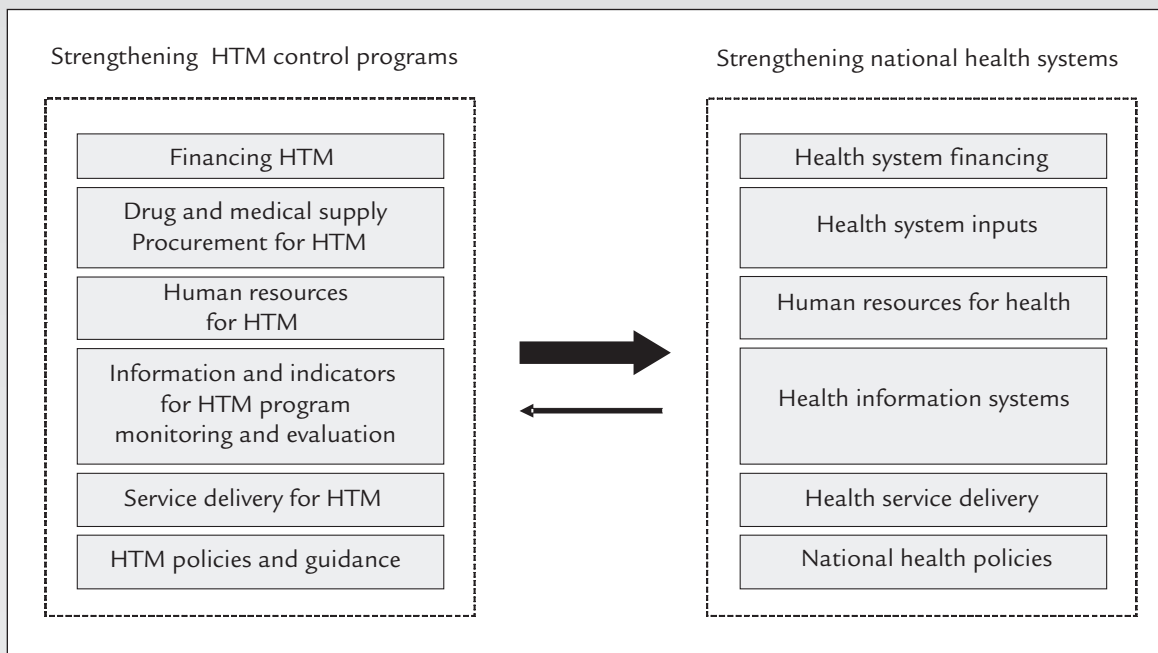 Strengthening HTM control programs
Financing HTM
Drug and medical supply
Procurement for HTM
Human resources
for HTM
Information and indicators
for HTM program
monitoring and evaluation
Service delivery for HTM
HTM policies and guidance
Strengthening national health systems
Health system financing
Health system inputs
Human resources for health
Health information systems
Health service delivery
National health policies